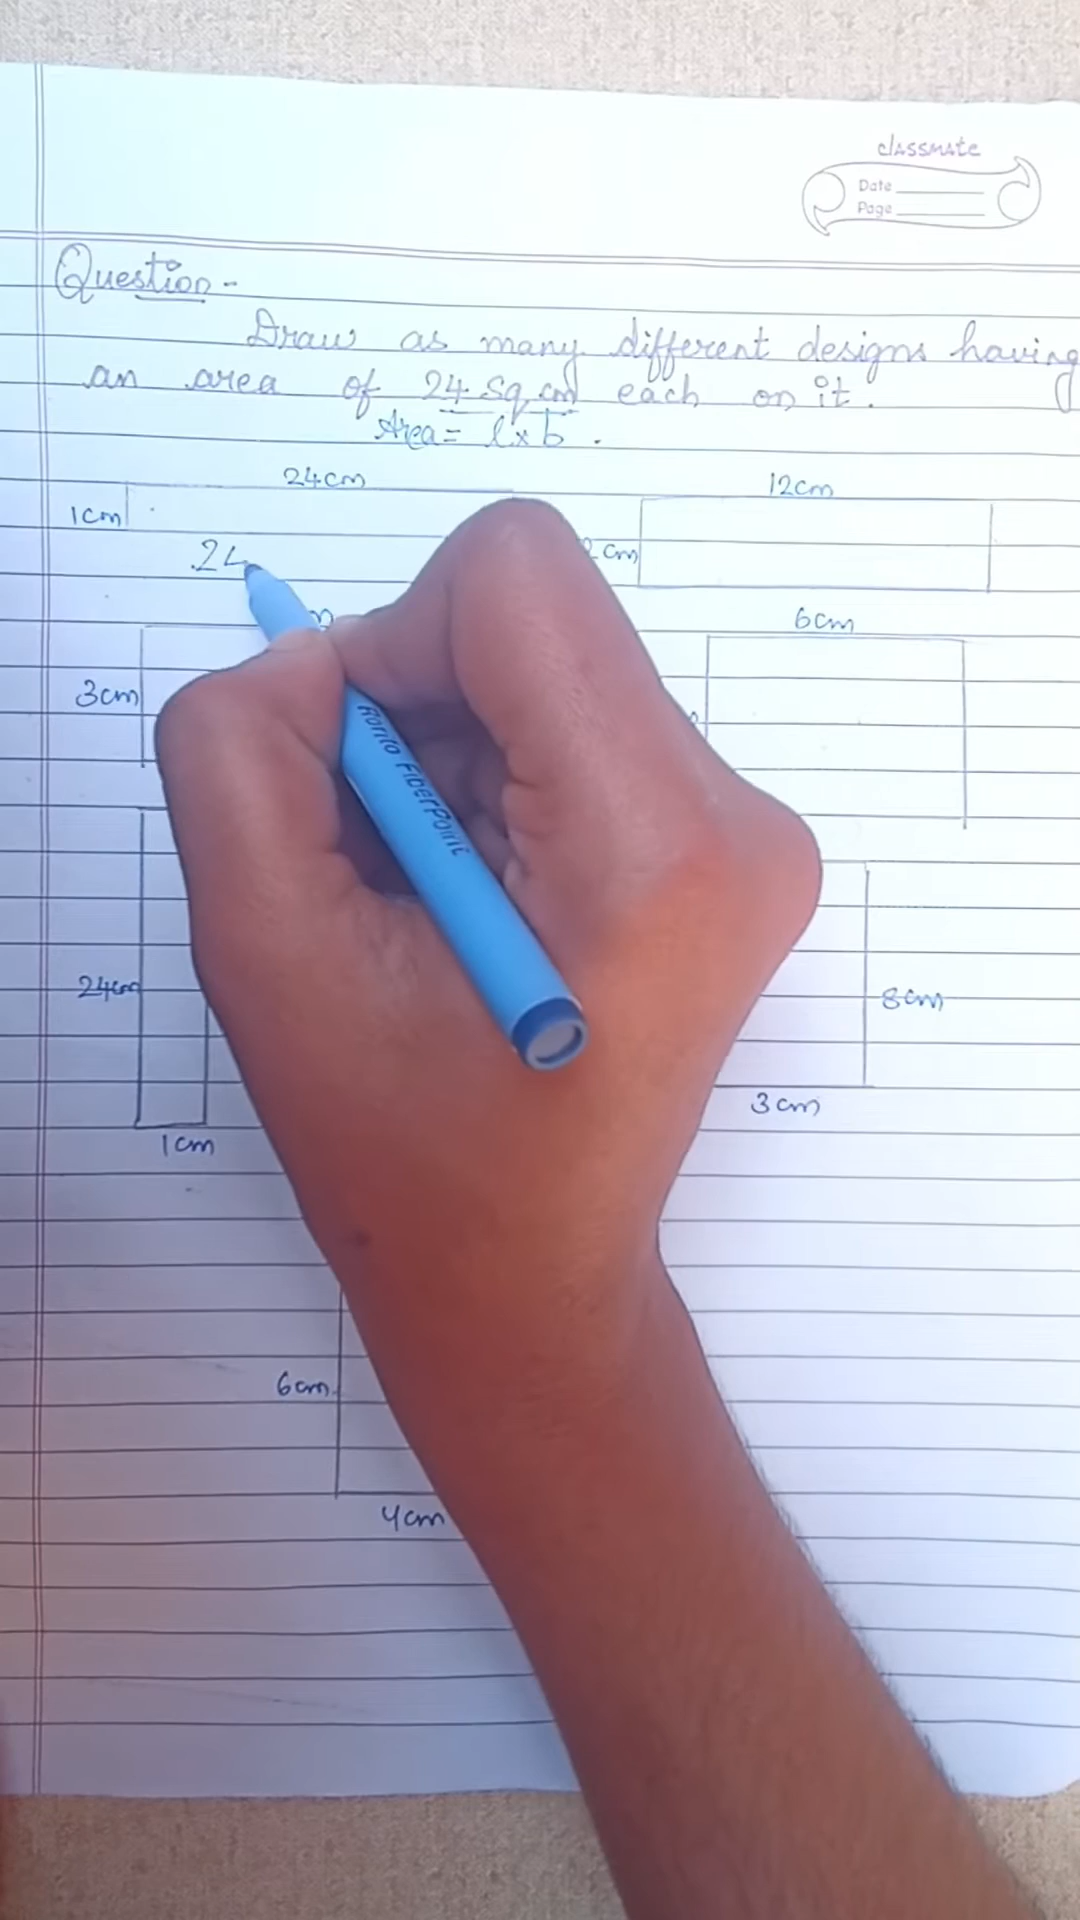 classmate
Date
Page
Question -
Draw as many different designs having
an area of 24 sq cm each on it.
Area = l×b.
24cm
12cm
1cm
cm
24
6cm
3cm
Rorito FiberPoint
24cm
8cm
3cm
1cm
6cm
4cm